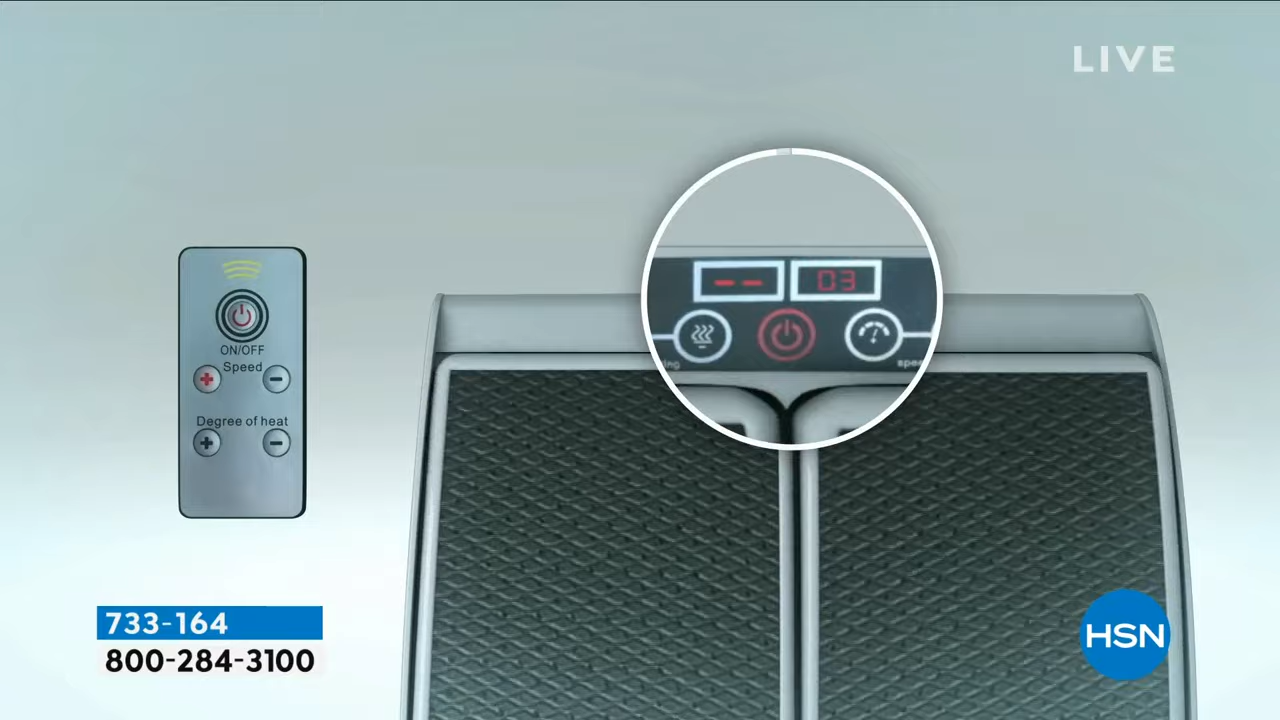 LIVE
-- 03
ON/OFF
Speed
+ -
Degree of heat
+ -
733-164
800-284-3100
HSN